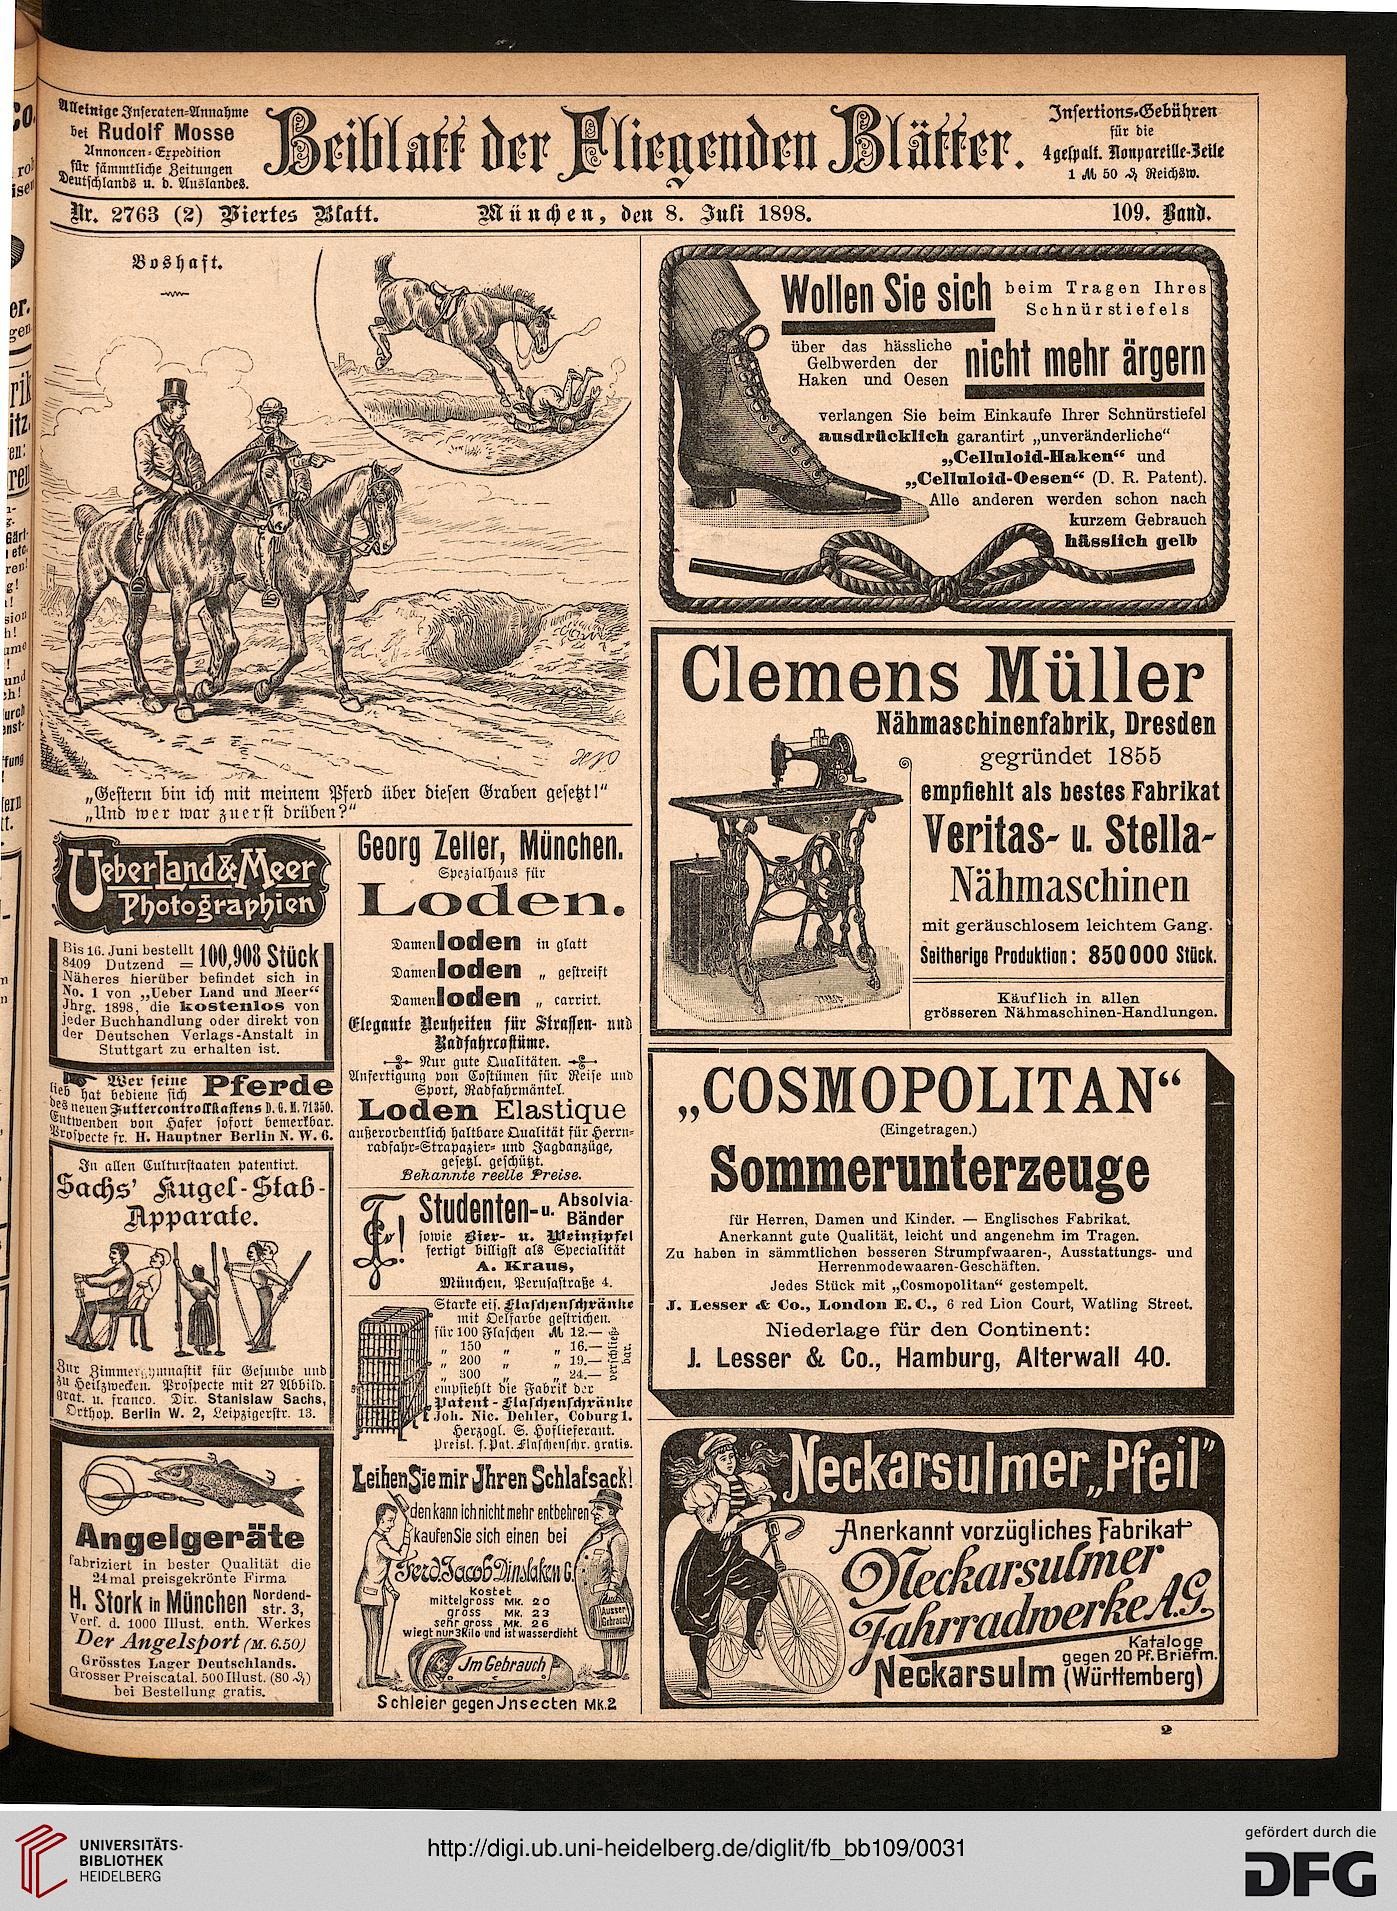 Alleinige Inseraten-Annahme
bei Rudolf Mosse
Annoncen-Expedition
für sämmtliche Zeitungen
Deutschlands u. d. Auslandes.
Beiblatt der Fliegenden Blätter.
Insertions-Gebühren
für die
4gespalt. Nonpareille-Zeile
1 ℳ 50 ₰ Reichsw.
Nr. 2763 (2) Viertes Blatt. München, den 8. Juli 1898. 109. Band.
Boshaft.
„Gestern bin ich mit meinem Pferd über diesen Graben gesetzt!“
„Und wer war zuerst drüben?“
Ueber Land & Meer
Photographien
Bis 16. Juni bestellt
8409 Dutzend = 100,908 Stück
Näheres hierüber befindet sich in
No. 1 von „Ueber Land und Meer“
Jhrg. 1898, die kostenlos von
jeder Buchhandlung oder direkt von
der Deutschen Verlags-Anstalt in
Stuttgart zu erhalten ist.
Wer seine Pferde
lieb hat bediene sich
des neuen Futtercontrollkastens D. G. M. 71350.
Entwenden von Hafer sofort bemerkbar.
Prospecte fr. H. Hauptner Berlin N. W. 6.
In allen Culturstaaten patentirt.
Sachs' Kugel-Stab-
Apparate.
Zur Zimmergymnastik für Gesunde und
zu Heilzwecken. Prospecte mit 27 Abbild.
grat. u. franco. Dir. Stanislaw Sachs,
Orthop. Berlin W. 2, Leipzigerstr. 13.
Angelgeräte
fabriziert in bester Qualität die
24mal preisgekrönte Firma
H. Stork in München Nordend-
str. 3,
Verf. d. 1000 Illust. enth. Werkes
Der Angelsport (M. 6.50)
Grösstes Lager Deutschlands.
Grosser Preiscatal. 500 Illust. (80 ₰)
bei Bestellung gratis.
Georg Zeller, München.
Spezialhaus für
Loden.
Damenloden in glatt
Damenloden „ gestreift
Damenloden „ carrirt.
Elegante Neuheiten für Strassen- und
Radfahrcostüme.
Nur gute Qualitäten.
Anfertigung von Costümen für Reise und
Sport, Radfahrmäntel.
Loden Elastique
außerordentlich haltbare Qualität für Herrn-
radfahr-Strapazier- und Jagdanzüge,
gesetzl. geschützt.
Bekannte reelle Preise.
Studenten- u. Absolvia-
Bänder
sowie Bier- u. Weinzipfel
fertigt billigst als Specialität
A. Kraus,
München, Perusastraße 4.
Starke eis. Flaschenschränke
mit Oelfarbe gestrichen.
für 100 Flaschen ℳ 12.—
„ 150 „ „ 16.—
„ 200 „ „ 19.—
„ 300 „ „ 24.—
verschließ-
bar.
empfiehlt die Fabrik der
Patent-Flaschenschränke
Joh. Nic. Dehler, Coburg 1.
Herzogl. S. Hoflieferant.
Preisl. f. Pat. Flaschenschr. gratis.
Leihen Sie mir Ihren Schlafsack!
den kann ich nicht mehr entbehren
kaufen Sie sich einen bei
Ferd. Jacob Dinslaken G.
kostet
mittelgross Mk. 20
gross Mk. 23
sehr gross Mk. 26
wiegt nur 3 Kilo und ist wasserdicht
Ausser
Gebrauch
Im Gebrauch
Schleier gegen Insecten Mk. 2
Wollen Sie sich beim Tragen Ihres
Schnürstiefels
über das hässliche
Gelbwerden der
Haken und Oesen
nicht mehr ärgern
verlangen Sie beim Einkaufe Ihrer Schnürstiefel
ausdrücklich garantirt „unveränderliche“
„Celluloid-Haken“ und
„Celluloid-Oesen“ (D. R. Patent).
Alle anderen werden schon nach
kurzem Gebrauch
hässlich gelb
Clemens Müller
Nähmaschinenfabrik, Dresden
gegründet 1855
empfiehlt als bestes Fabrikat
Veritas- u. Stella-
Nähmaschinen
mit geräuschlosem leichtem Gang.
Seitherige Produktion: 850000 Stück.
Käuflich in allen
grösseren Nähmaschinen-Handlungen.
„COSMOPOLITAN“
(Eingetragen.)
Sommerunterzeuge
für Herren, Damen und Kinder. — Englisches Fabrikat.
Anerkannt gute Qualität, leicht und angenehm im Tragen.
Zu haben in sämmtlichen besseren Strumpfwaaren-, Ausstattungs- und
Herrenmodewaaren-Geschäften.
Jedes Stück mit „Cosmopolitan“ gestempelt.
J. Lesser & Co., London E. C., 6 red Lion Court, Watling Street.
Niederlage für den Continent:
J. Lesser & Co., Hamburg, Alterwall 40.
Neckarsulmer „Pfeil”
Anerkannt vorzügliches Fabrikat
Neckarsulmer
Fahrradwerke A.G.
Neckarsulm
Kataloge
gegen 20 Pf. Briefm.
(Württemberg)
2
UNIVERSITÄTS-
BIBLIOTHEK
HEIDELBERG
http://digi.ub.uni-heidelberg.de/diglit/fb_bb109/0031
gefördert durch die
DFG